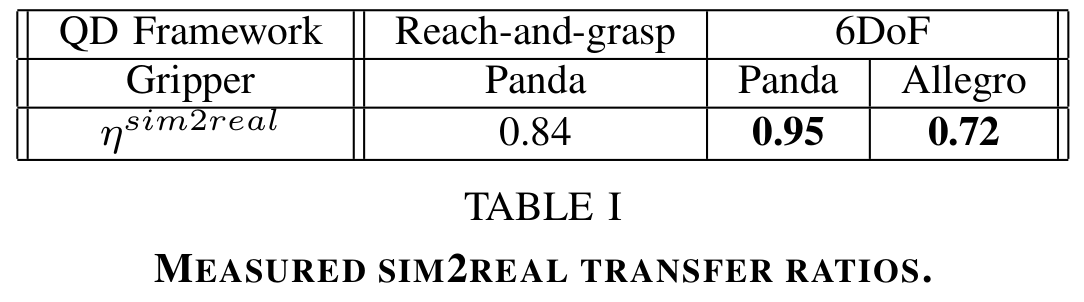 QD Framework Reach-and-grasp 6DoF
Gripper Panda Panda Allegro
η^{sim2real} 0.84 0.95 0.72
TABLE I
MEASURED SIM2REAL TRANSFER RATIOS.